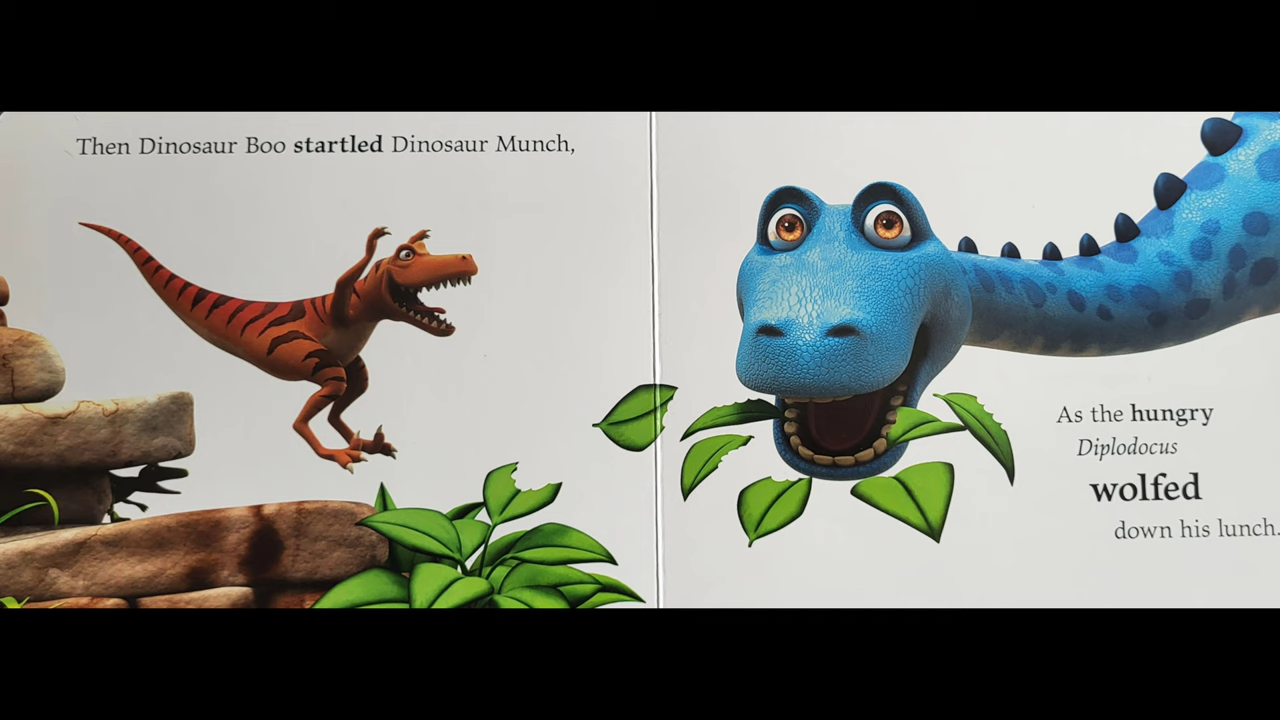 Then Dinosaur Boo startled Dinosaur Munch,
As the hungry
Diplodocus
wolfed
down his lunch.